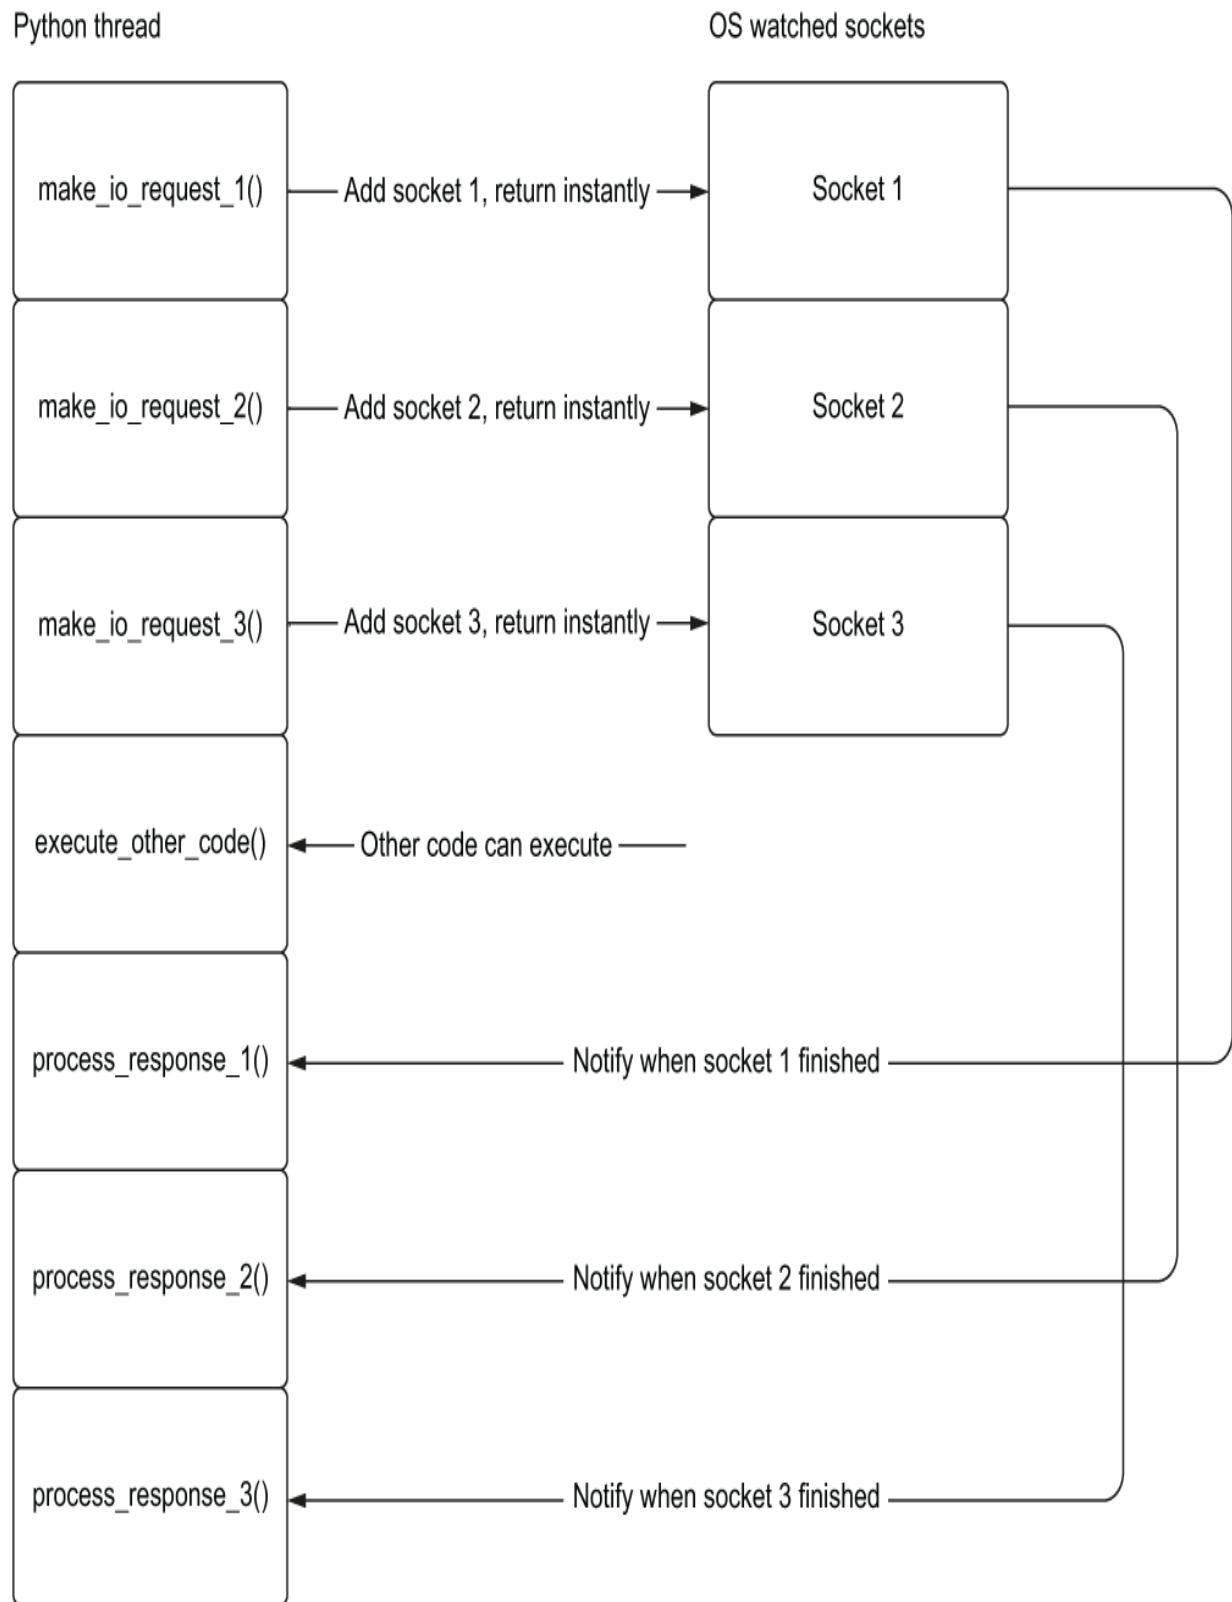 Python thread
OS watched sockets
make_io_request_1()
Add socket 1, return instantly
Socket 1
make_io_request_2()
Add socket 2, return instantly
Socket 2
make_io_request_3()
Add socket 3, return instantly
Socket 3
execute_other_code()
Other code can execute
process_response_1()
Notify when socket 1 finished
process_response_2()
Notify when socket 2 finished
process_response_3()
Notify when socket 3 finished